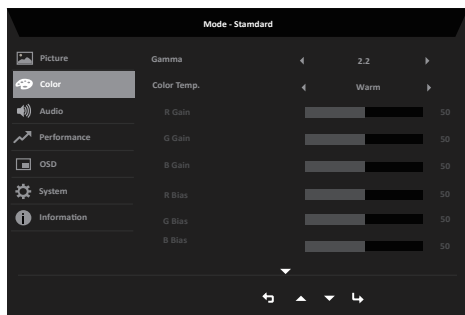 Mode - Stamdard
Picture
Gamma 2.2
Color
Color Temp. Warm
Audio
R Gain 50
Performance
G Gain 50
OSD
B Gain 50
System
R Bias 50
Information
G Bias 50
B Bias 50